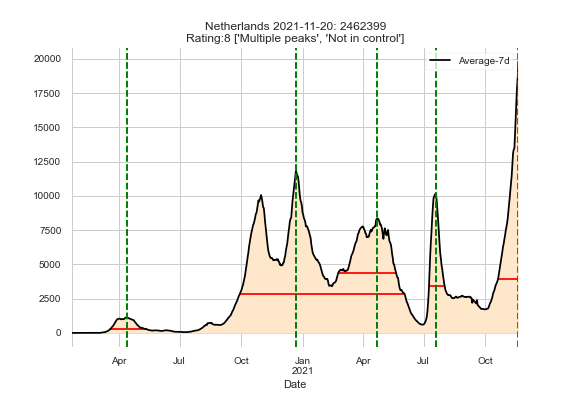 Netherlands 2021-11-20: 2462399
Rating:8 ['Multiple peaks', 'Not in control']
Average-7d
20000
17500
15000
12500
10000
7500
5000
2500
0
Apr Jul Oct Jan Apr Jul Oct
2021
Date